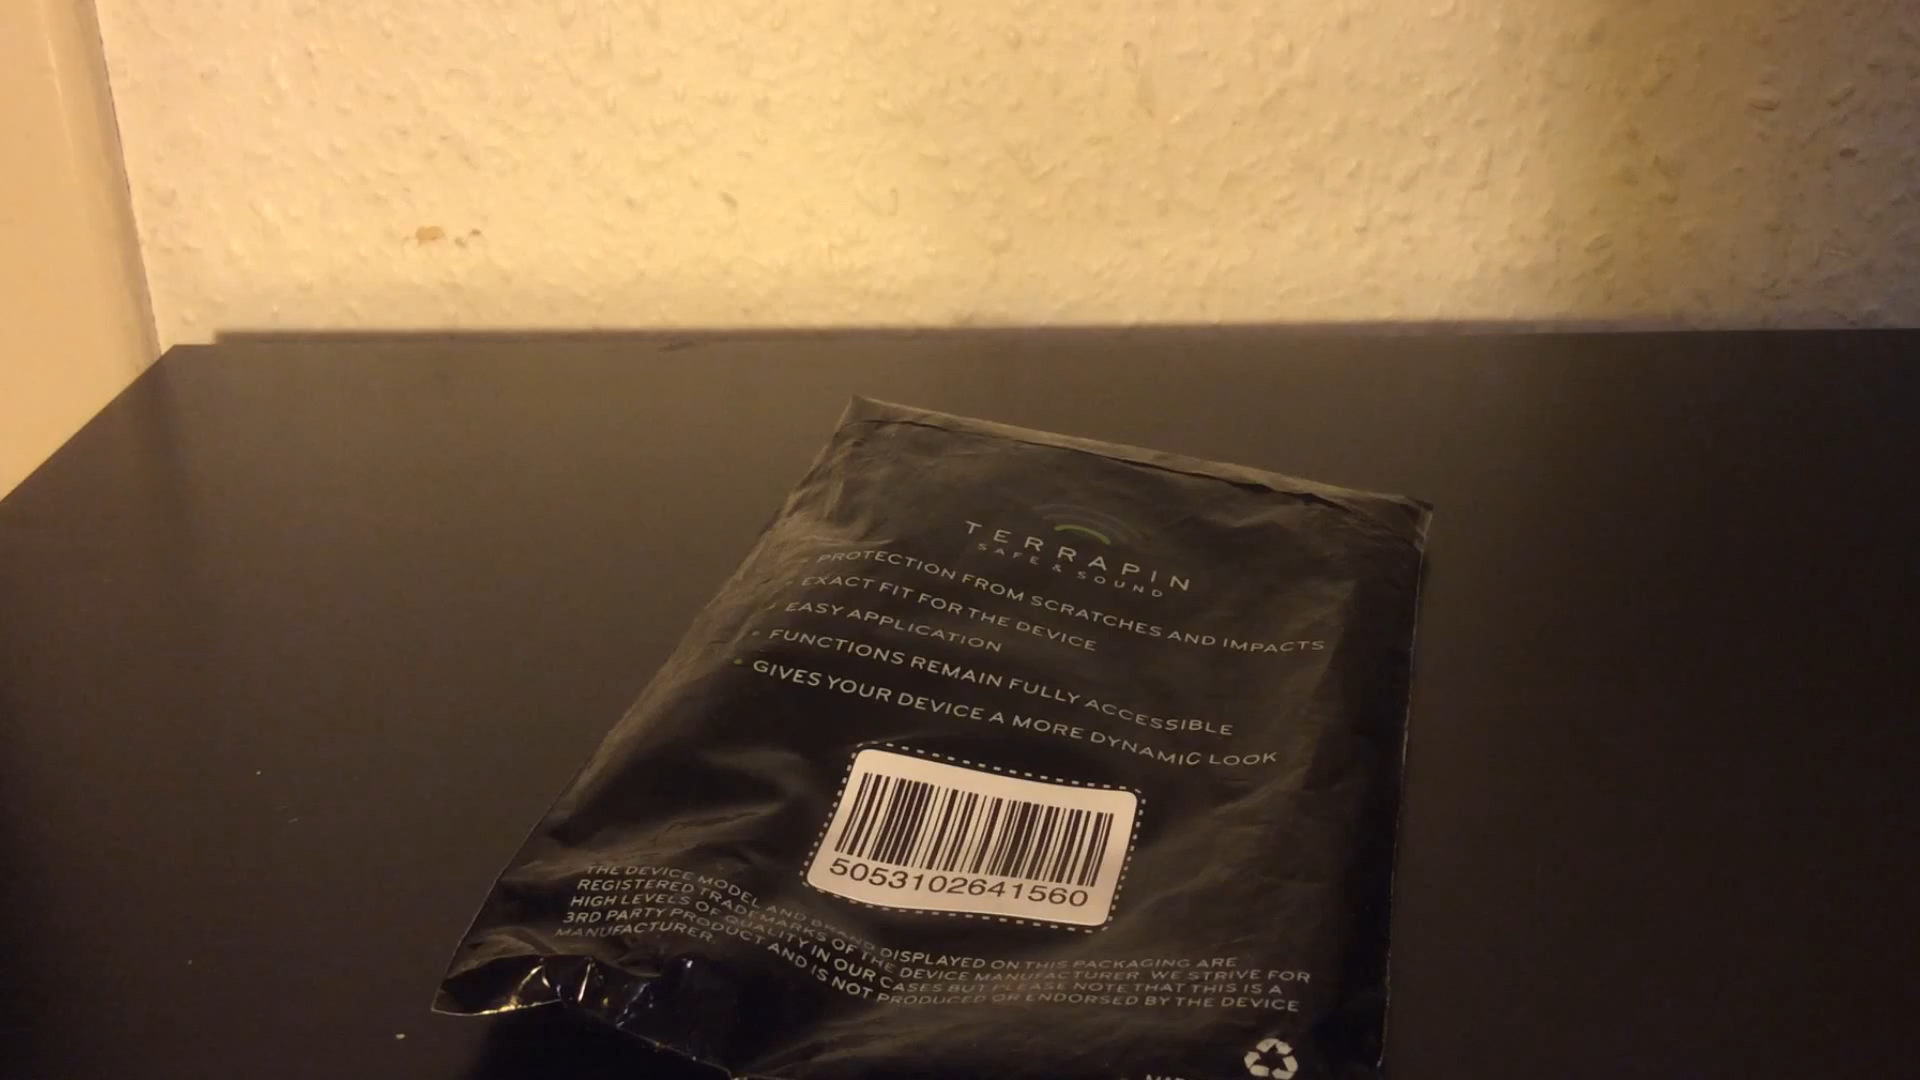 TERRAPIN
SAFE & SOUND
PROTECTION FROM SCRATCHES AND IMPACTS
EXACT FIT FOR THE DEVICE
EASY APPLICATION
FUNCTIONS REMAIN FULLY ACCESSIBLE
GIVES YOUR DEVICE A MORE DYNAMIC LOOK
5053102641560
THE DEVICE MODEL AND BRAND DISPLAYED ON THIS PACKAGING ARE
REGISTERED TRADEMARKS OF THE DEVICE MANUFACTURER. WE STRIVE FOR
HIGH LEVELS OF QUALITY IN OUR CASES BUT PLEASE NOTE THAT THIS IS A
3RD PARTY PRODUCT AND IS NOT PRODUCED OR ENDORSED BY THE DEVICE
MANUFACTURER.